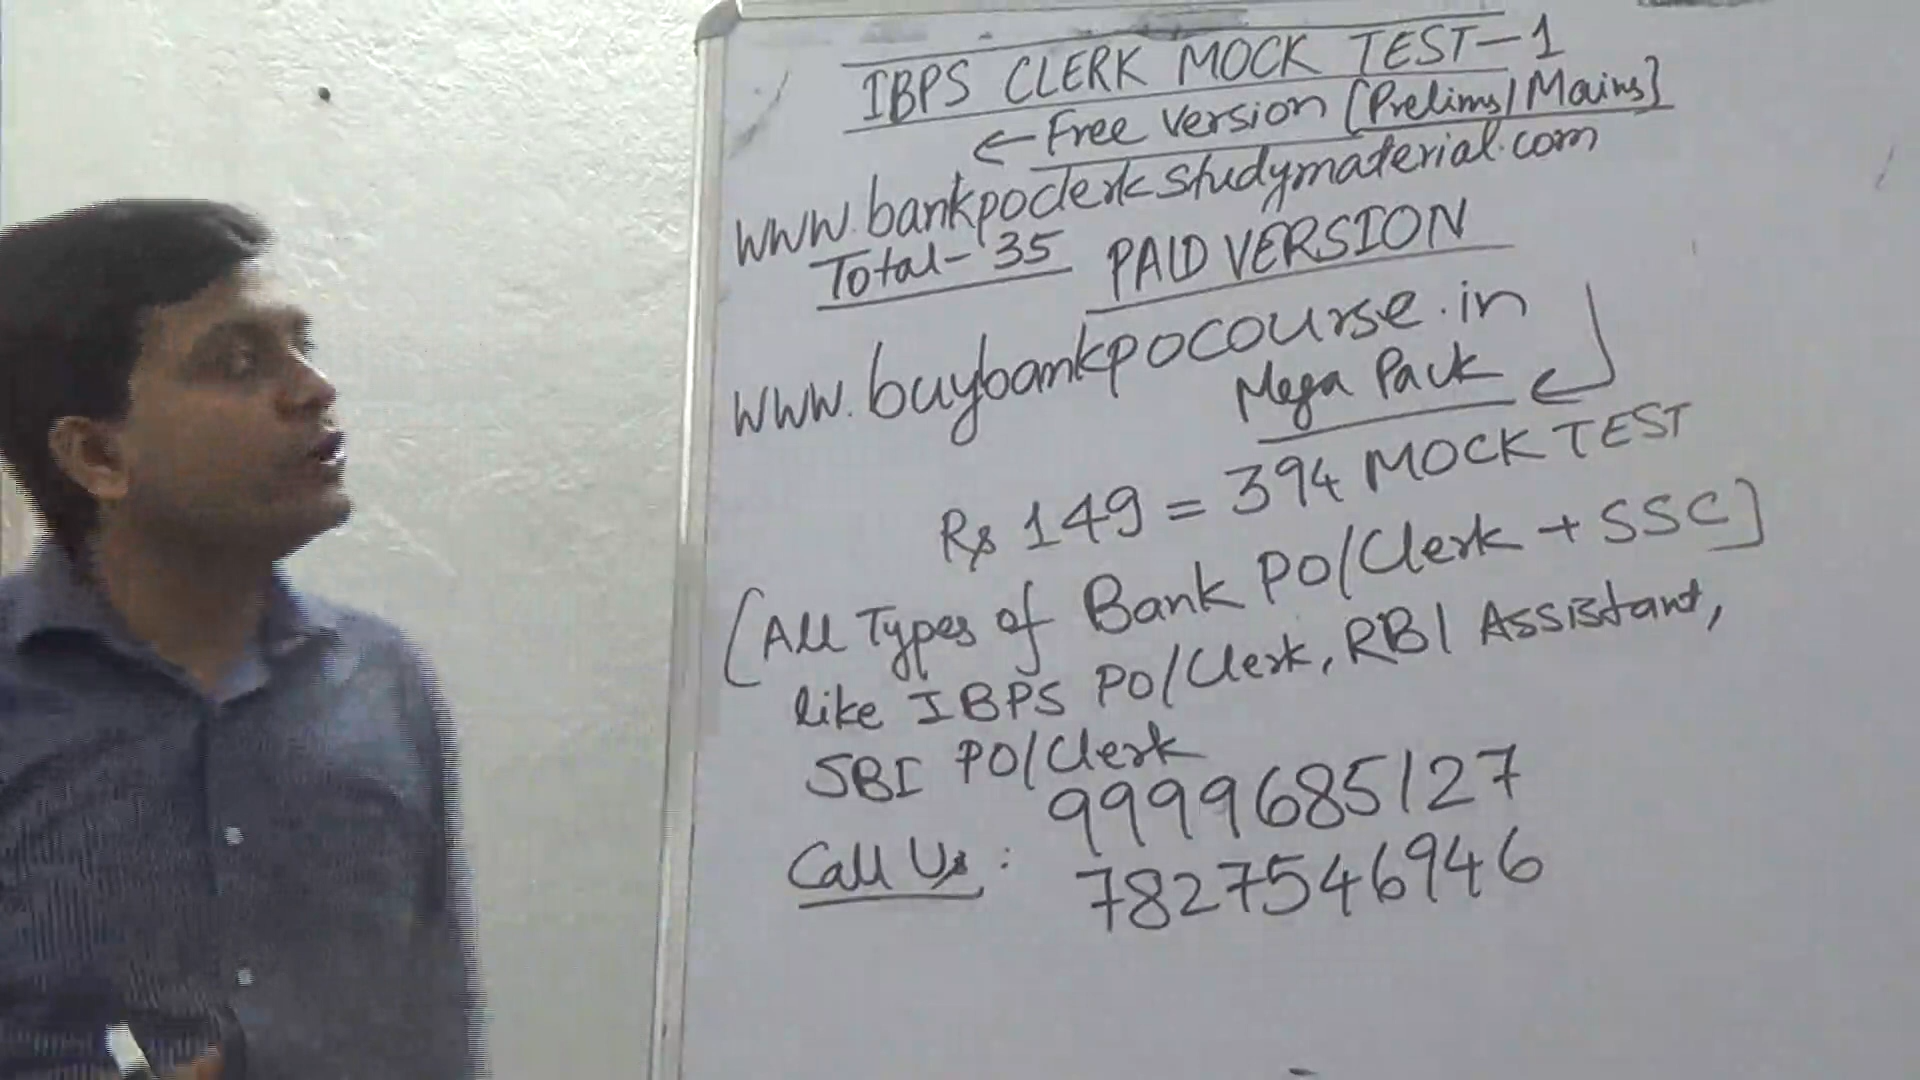 IBPS CLERK MOCK TEST-1
← Free Version [Prelims/Mains]
www.bankpoclerkstudymaterial.com
Total- 35 PAID VERSION
www.buybankpocourse.in
Mega Pack
Rs 149 = 394 MOCK TEST
[All Types of Bank PO/Clerk + SSC]
like IBPS PO/Clerk, RBI Assistant,
SBI PO/Clerk
Call Us : 9999685127
7827546946